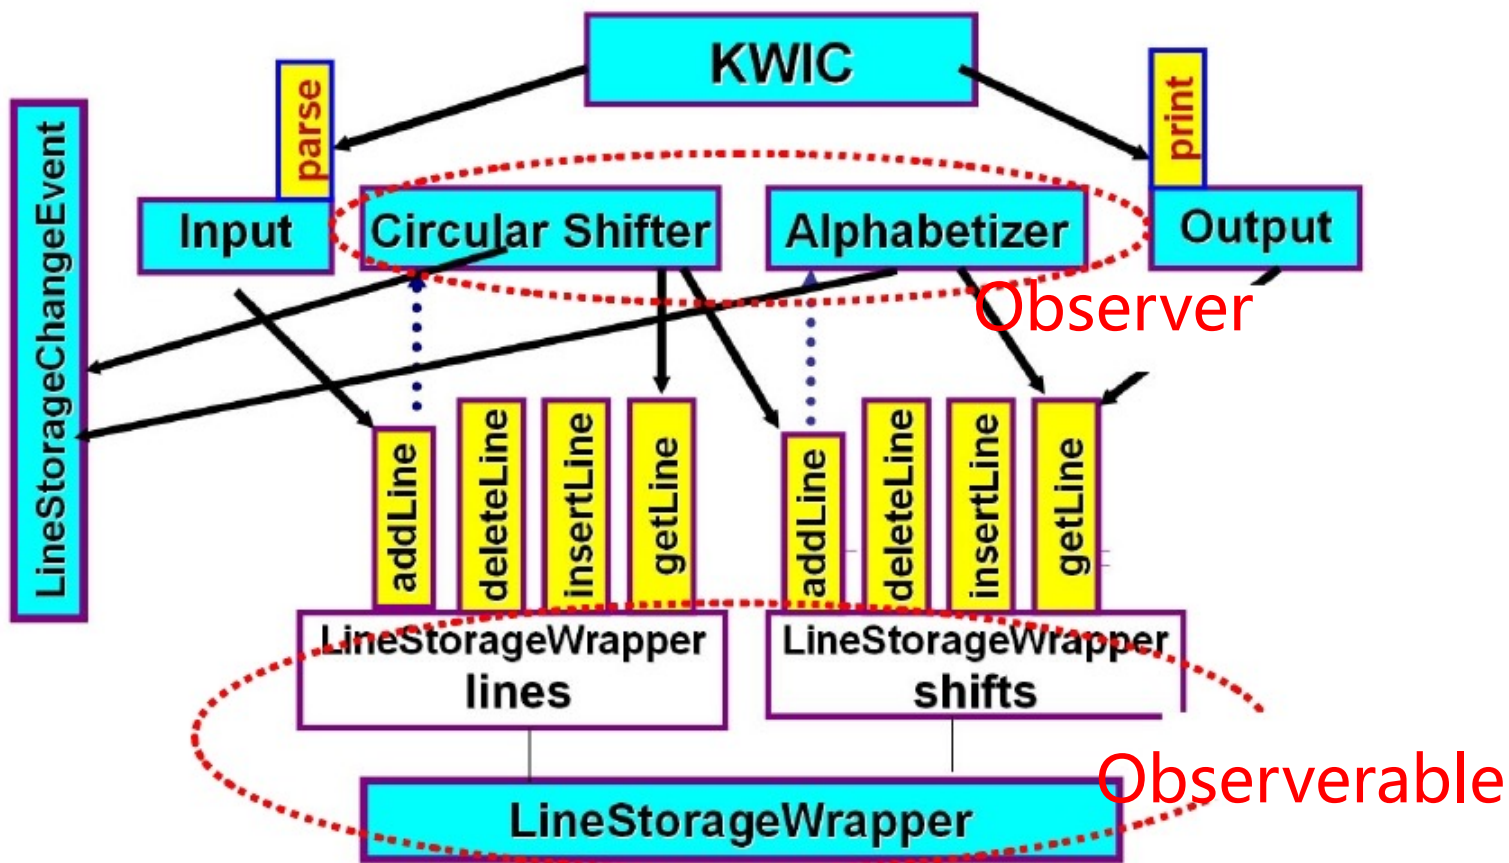 KWIC
parse
print
LineStorageChangeEvent
Input
Circular Shifter
Alphabetizer
Output
Observer
addLine
deleteLine
insertLine
getLine
addLine
deleteLine
insertLine
getLine
LineStorageWrapper
lines
LineStorageWrapper
shifts
Observerable
LineStorageWrapper